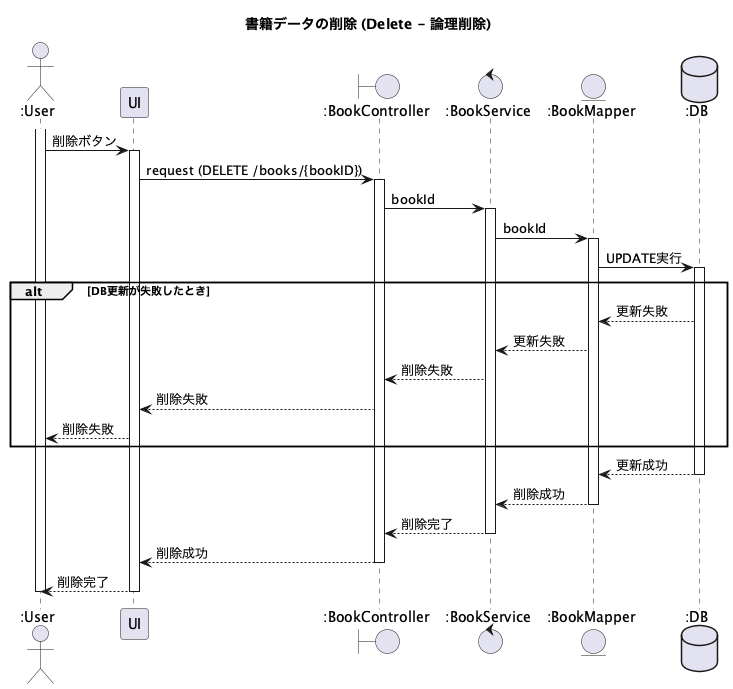 書籍データの削除 (Delete - 論理削除)
:User
UI
:BookController
:BookService
:BookMapper
:DB
削除ボタン
request (DELETE /books/{bookID})
bookId
bookId
UPDATE実行
alt [DB更新が失敗したとき]
更新失敗
更新失敗
削除失敗
削除失敗
削除失敗
更新成功
削除成功
削除完了
削除成功
削除完了
:User
UI
:BookController
:BookService
:BookMapper
:DB